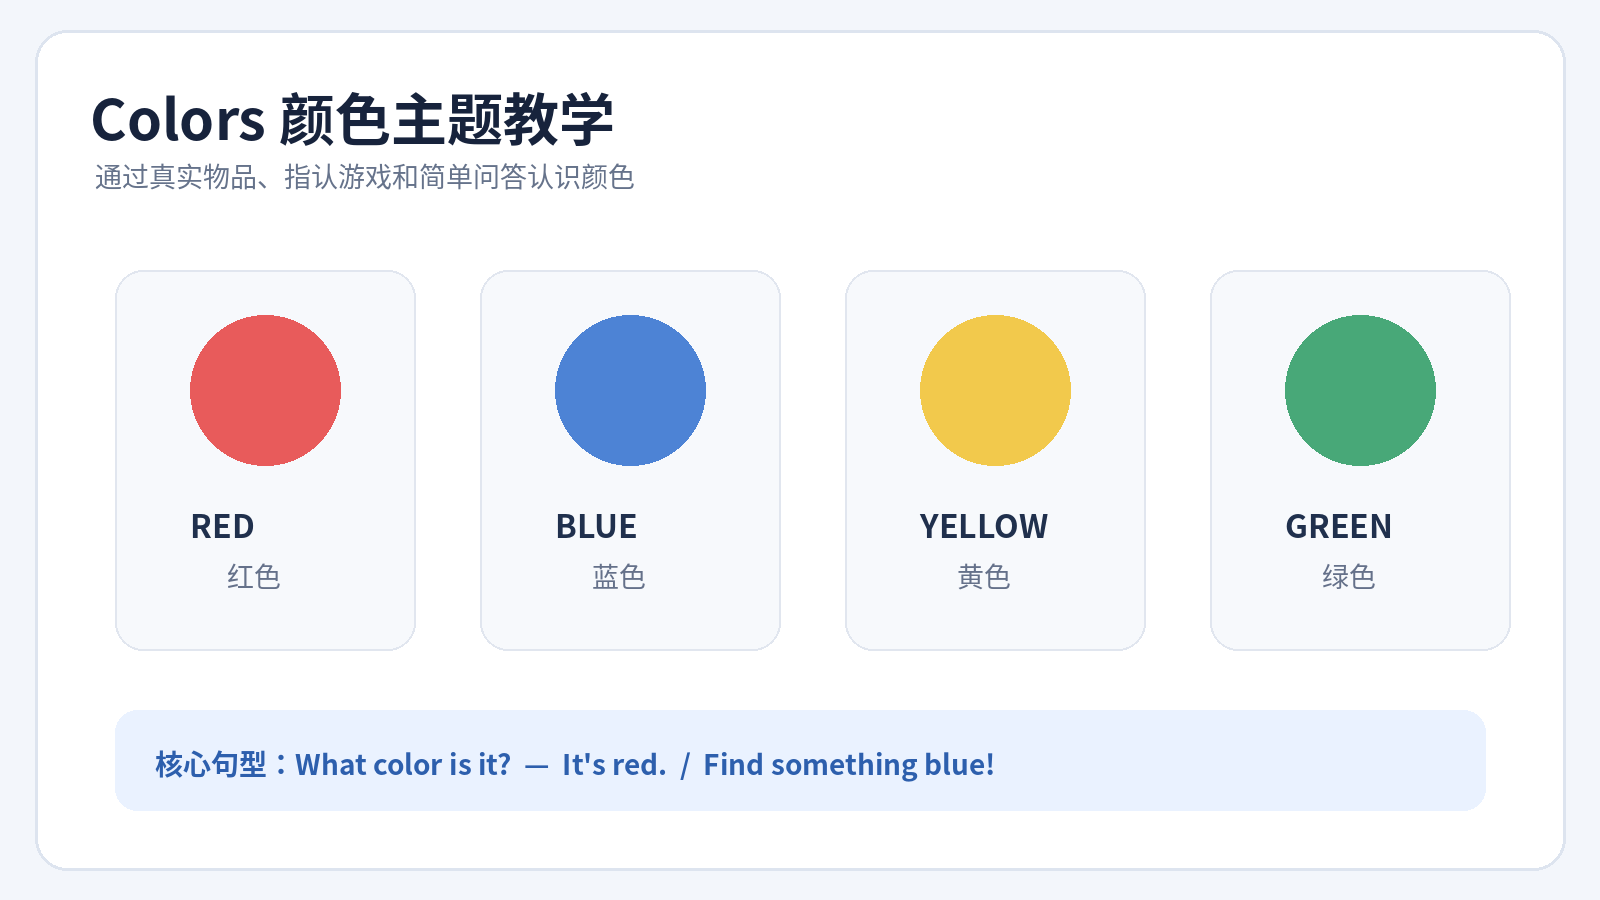 Colors 颜色主题教学
通过真实物品、指认游戏和简单问答认识颜色
RED
红色
BLUE
蓝色
YELLOW
黄色
GREEN
绿色
核心句型：What color is it? — It's red. / Find something blue!